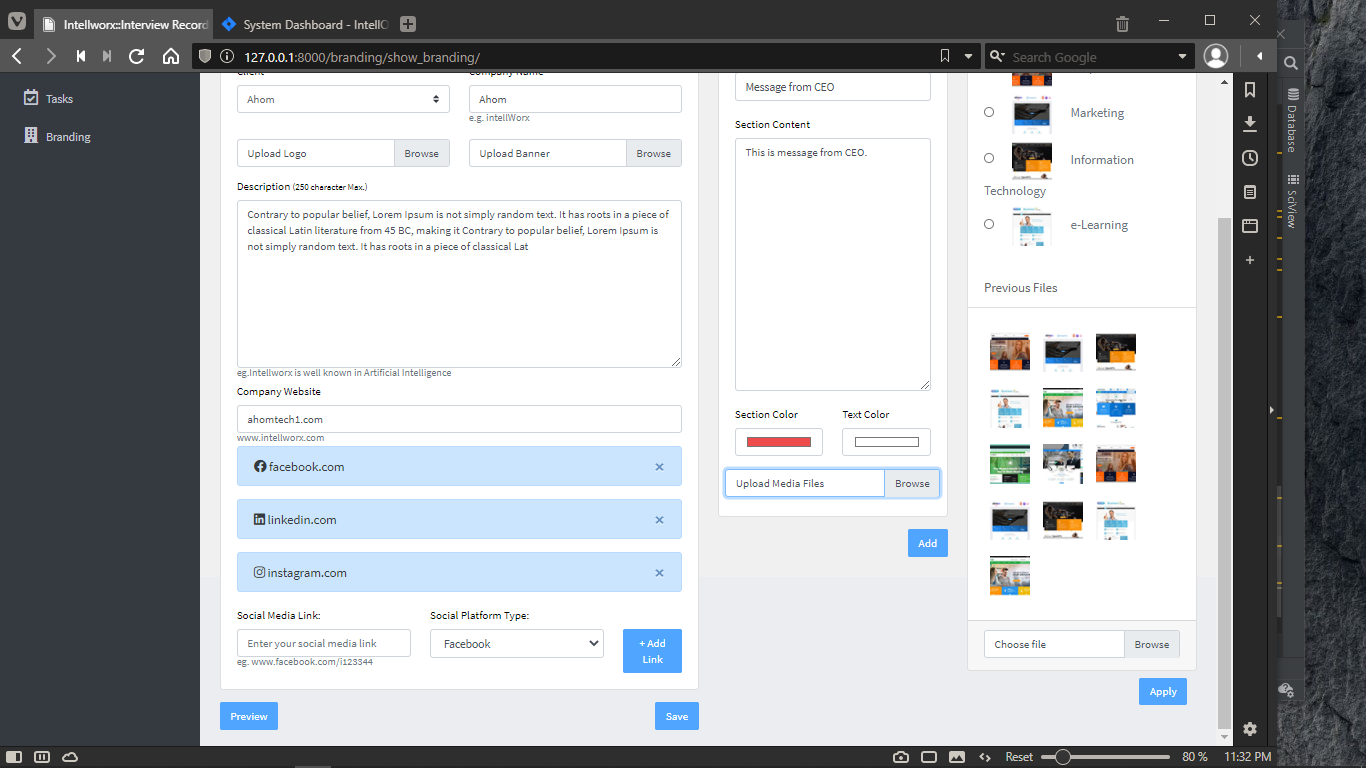 Intellworx::Interview Record
System Dashboard - IntellO
127.0.0.1:8000/branding/show_branding/
Search Google
Tasks
Branding
Client
Company Name
Ahom
Ahom
e.g. intellWorx
Upload Logo
Browse
Upload Banner
Browse
Description (250 character Max.)
Contrary to popular belief, Lorem Ipsum is not simply random text. It has roots in a piece of
classical Latin literature from 45 BC, making it Contrary to popular belief, Lorem Ipsum is
not simply random text. It has roots in a piece of classical Lat
eg.Intellworx is well known in Artificial Intelligence
Company Website
ahomtech1.com
www.intellworx.com
facebook.com
×
linkedin.com
×
instagram.com
×
Social Media Link:
Social Platform Type:
Enter your social media link
Facebook
+ Add
Link
eg. www.facebook.com/i123344
Preview
Save
Message from CEO
Section Content
This is message from CEO.
Section Color
Text Color
Upload Media Files
Browse
Add
Marketing
Information
Technology
e-Learning
Previous Files
Choose file
Browse
Apply
Database
SciView
Reset
80 %
11:32 PM